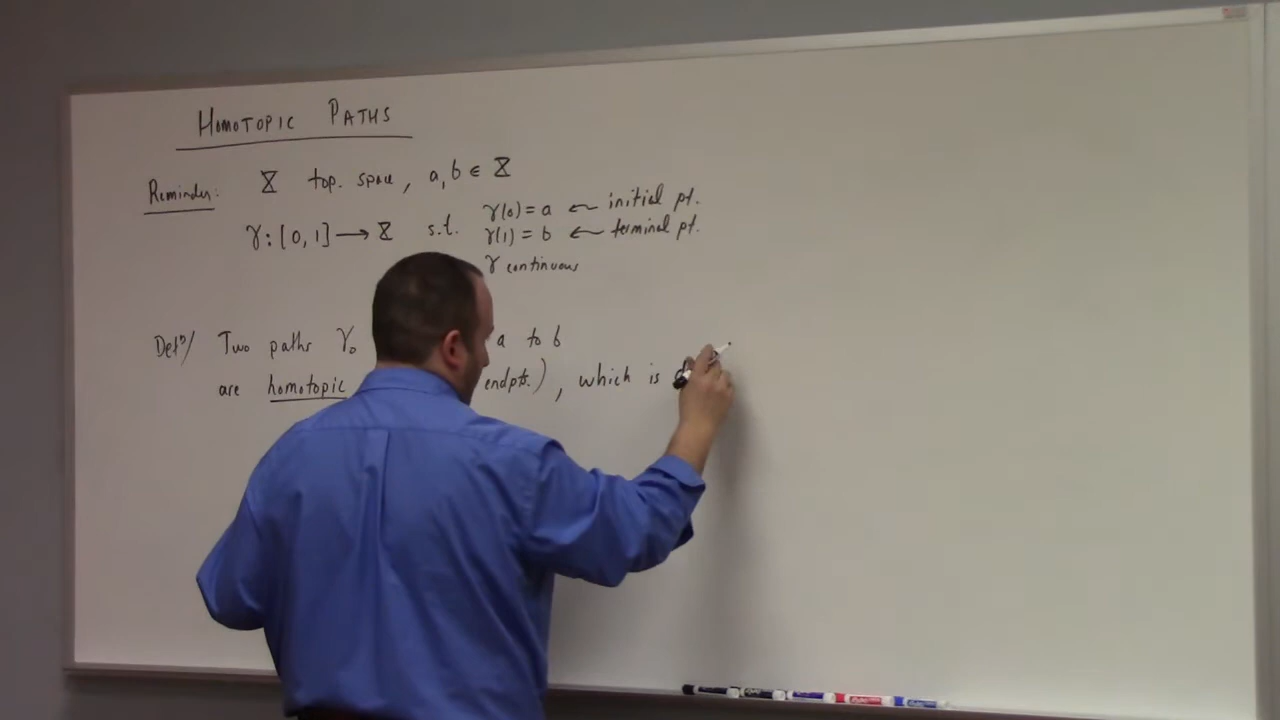 HOMOTOPIC PATHS
Reminder: X top. space, a, b ∈ X
γ: [0, 1] → X s.t. γ(0) = a ← initial pt.
γ(1) = b ← terminal pt.
γ continuous
Defⁿ/ Two paths γ₀ a to b
are homotopic endpts.), which is